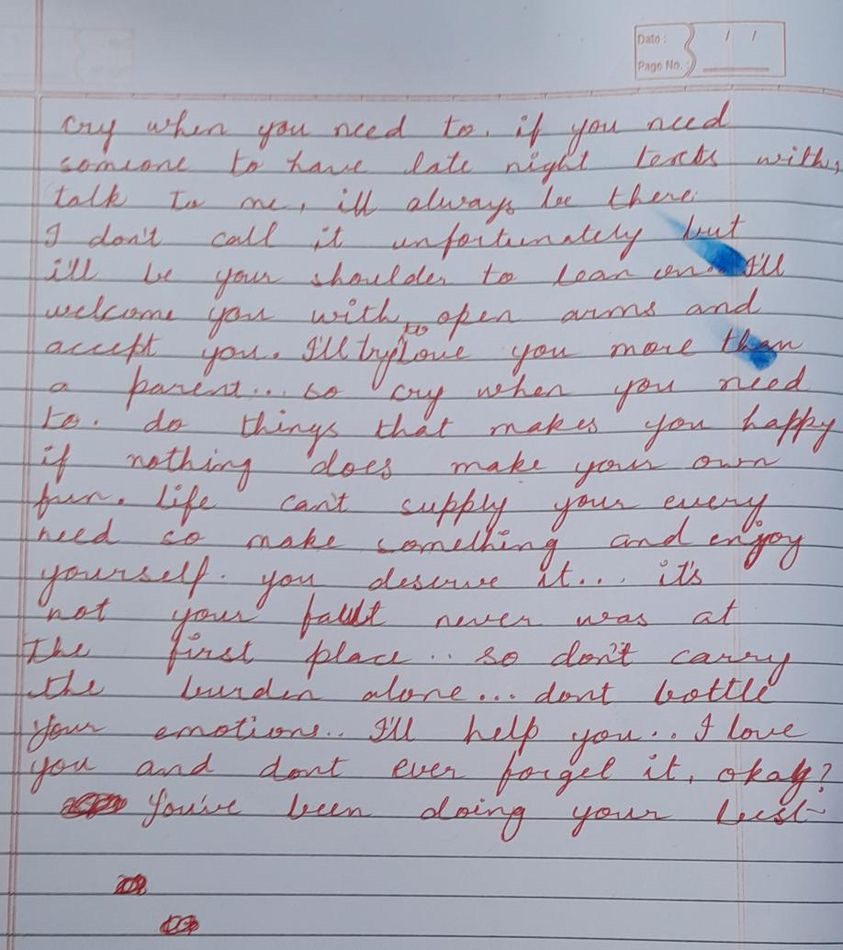 Date : / /
Page No. :
cry when you need to. if you need
someone to have late night texts with,
talk to me, ill always be there.
I don't call it unfortunately but
i'll be your shoulder to lean on. I'll
welcome you with open arms and
accept you. I'll try to love you more than
a parent... so cry when you need
to. do things that makes you happy
if nothing does make your own
fun. Life can't supply your every
need so make something and enjoy
yourself. you deserve it... it's
not your fault never was at
the first place.. so don't carry
the burden alone... dont bottle
your emotions.. I'll help you.. I love
you and dont ever forget it, okay?
You've been doing your best~